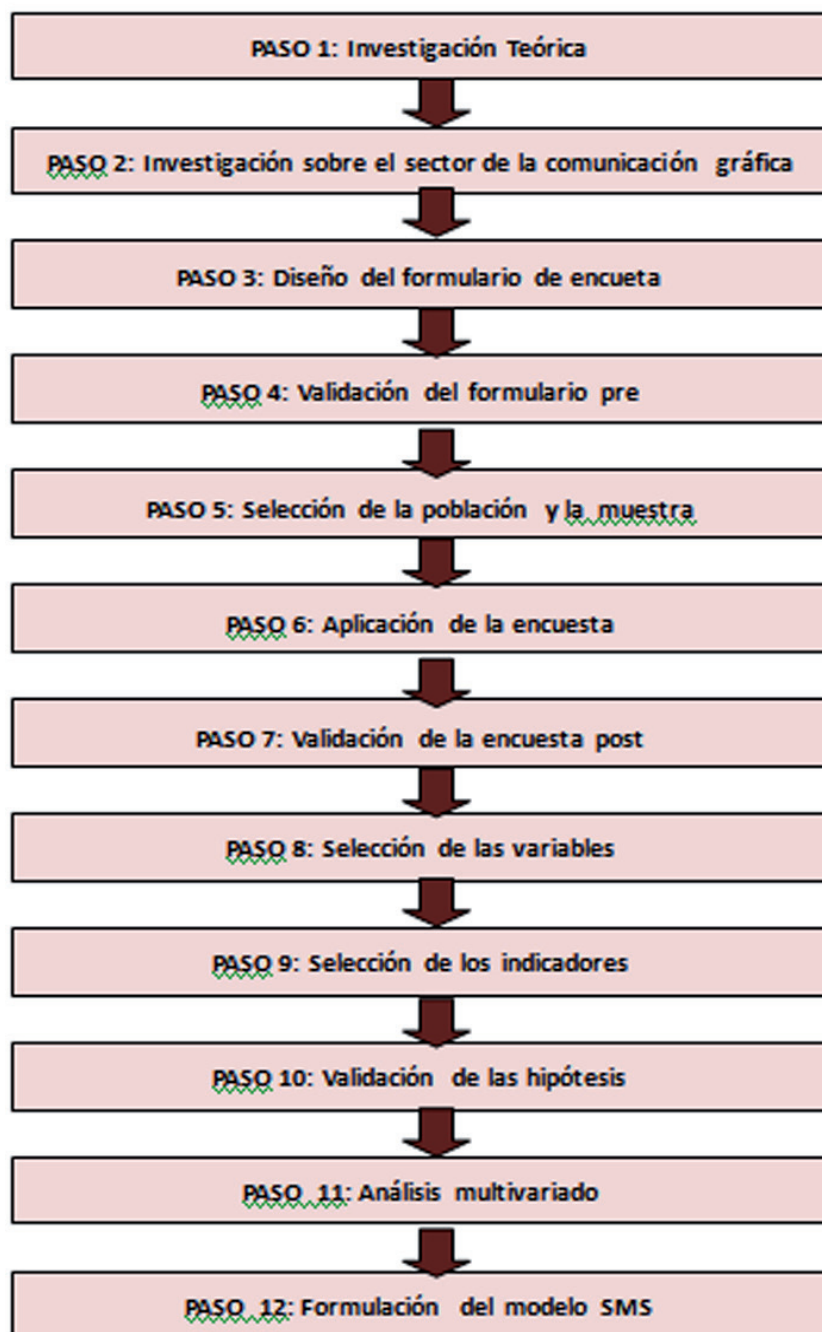 PASO 1: Investigación Teórica
PASO 2: Investigación sobre el sector de la comunicación gráfica
PASO 3: Diseño del formulario de encueta
PASO 4: Validación del formulario pre
PASO 5: Selección de la población y la muestra
PASO 6: Aplicación de la encuesta
PASO 7: Validación de la encuesta post
PASO 8: Selección de las variables
PASO 9: Selección de los indicadores
PASO 10: Validación de las hipótesis
PASO 11: Análisis multivariado
PASO 12: Formulación del modelo SMS